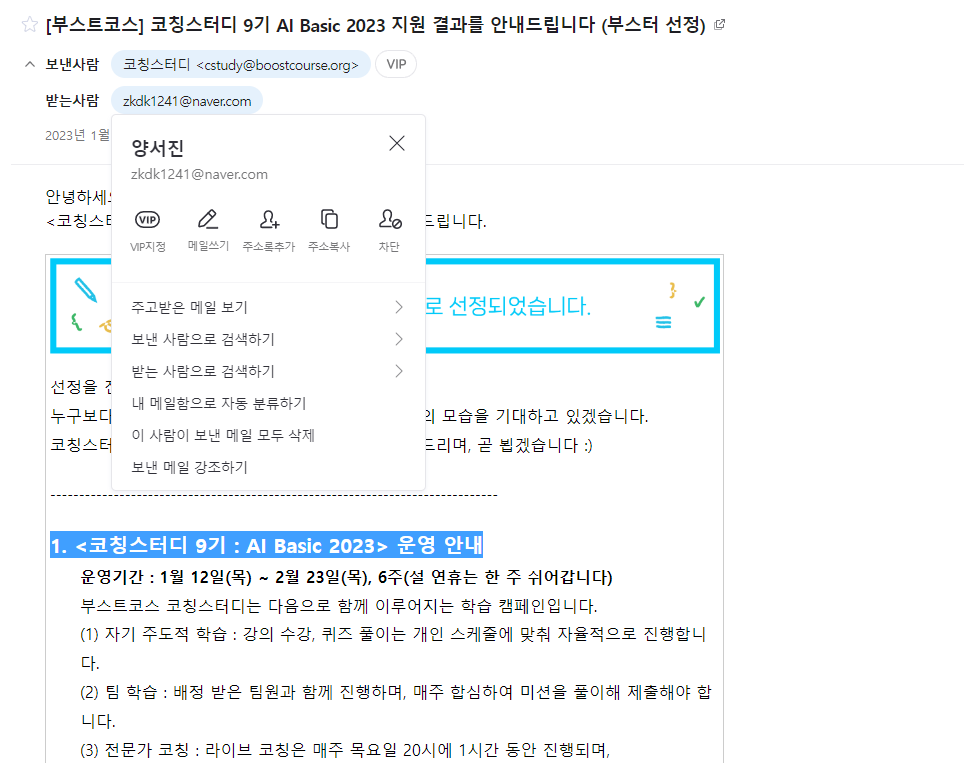 [부스트코스] 코칭스터디 9기 AI Basic 2023 지원 결과를 안내드립니다 (부스터 선정)
보낸사람 코칭스터디 <cstudy@boostcourse.org> VIP
받는사람 zkdk1241@naver.com
2023년 1월
양서진
zkdk1241@naver.com
VIP
VIP지정 메일쓰기 주소록추가 주소복사 차단
주고받은 메일 보기
보낸 사람으로 검색하기
받는 사람으로 검색하기
내 메일함으로 자동 분류하기
이 사람이 보낸 메일 모두 삭제
보낸 메일 강조하기
안녕하세
<코칭스터 드립니다.
로 선정되었습니다.
선정을
누구보다 의 모습을 기대하고 있겠습니다.
코칭스터 드리며, 곧 뵙겠습니다 :)
1. <코칭스터디 9기 : AI Basic 2023> 운영 안내
운영기간 : 1월 12일(목) ~ 2월 23일(목), 6주(설 연휴는 한 주 쉬어갑니다)
부스트코스 코칭스터디는 다음으로 함께 이루어지는 학습 캠페인입니다.
(1) 자기 주도적 학습 : 강의 수강, 퀴즈 풀이는 개인 스케줄에 맞춰 자율적으로 진행합니
다.
(2) 팀 학습 : 배정 받은 팀원과 함께 진행하며, 매주 합심하여 미션을 풀이해 제출해야 합
니다.
(3) 전문가 코칭 : 라이브 코칭은 매주 목요일 20시에 1시간 동안 진행되며,